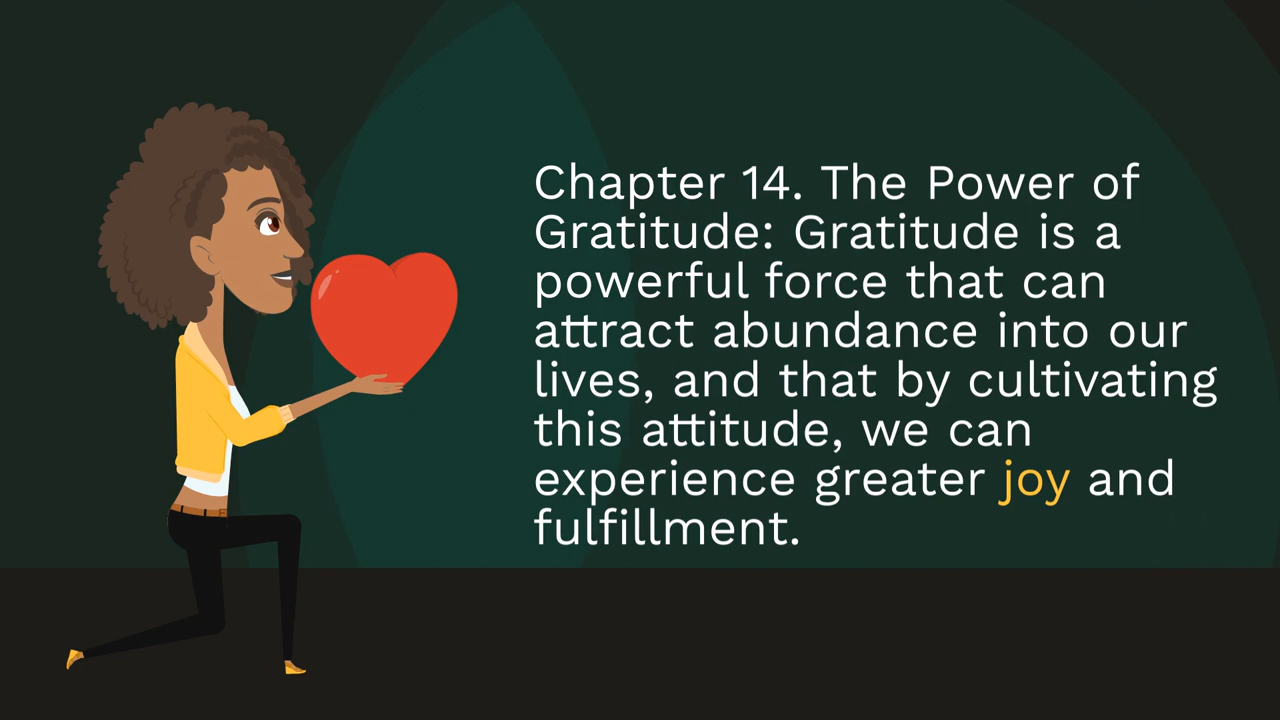 Chapter 14. The Power of
Gratitude: Gratitude is a
powerful force that can
attract abundance into our
lives, and that by cultivating
this attitude, we can
experience greater joy and
fulfillment.